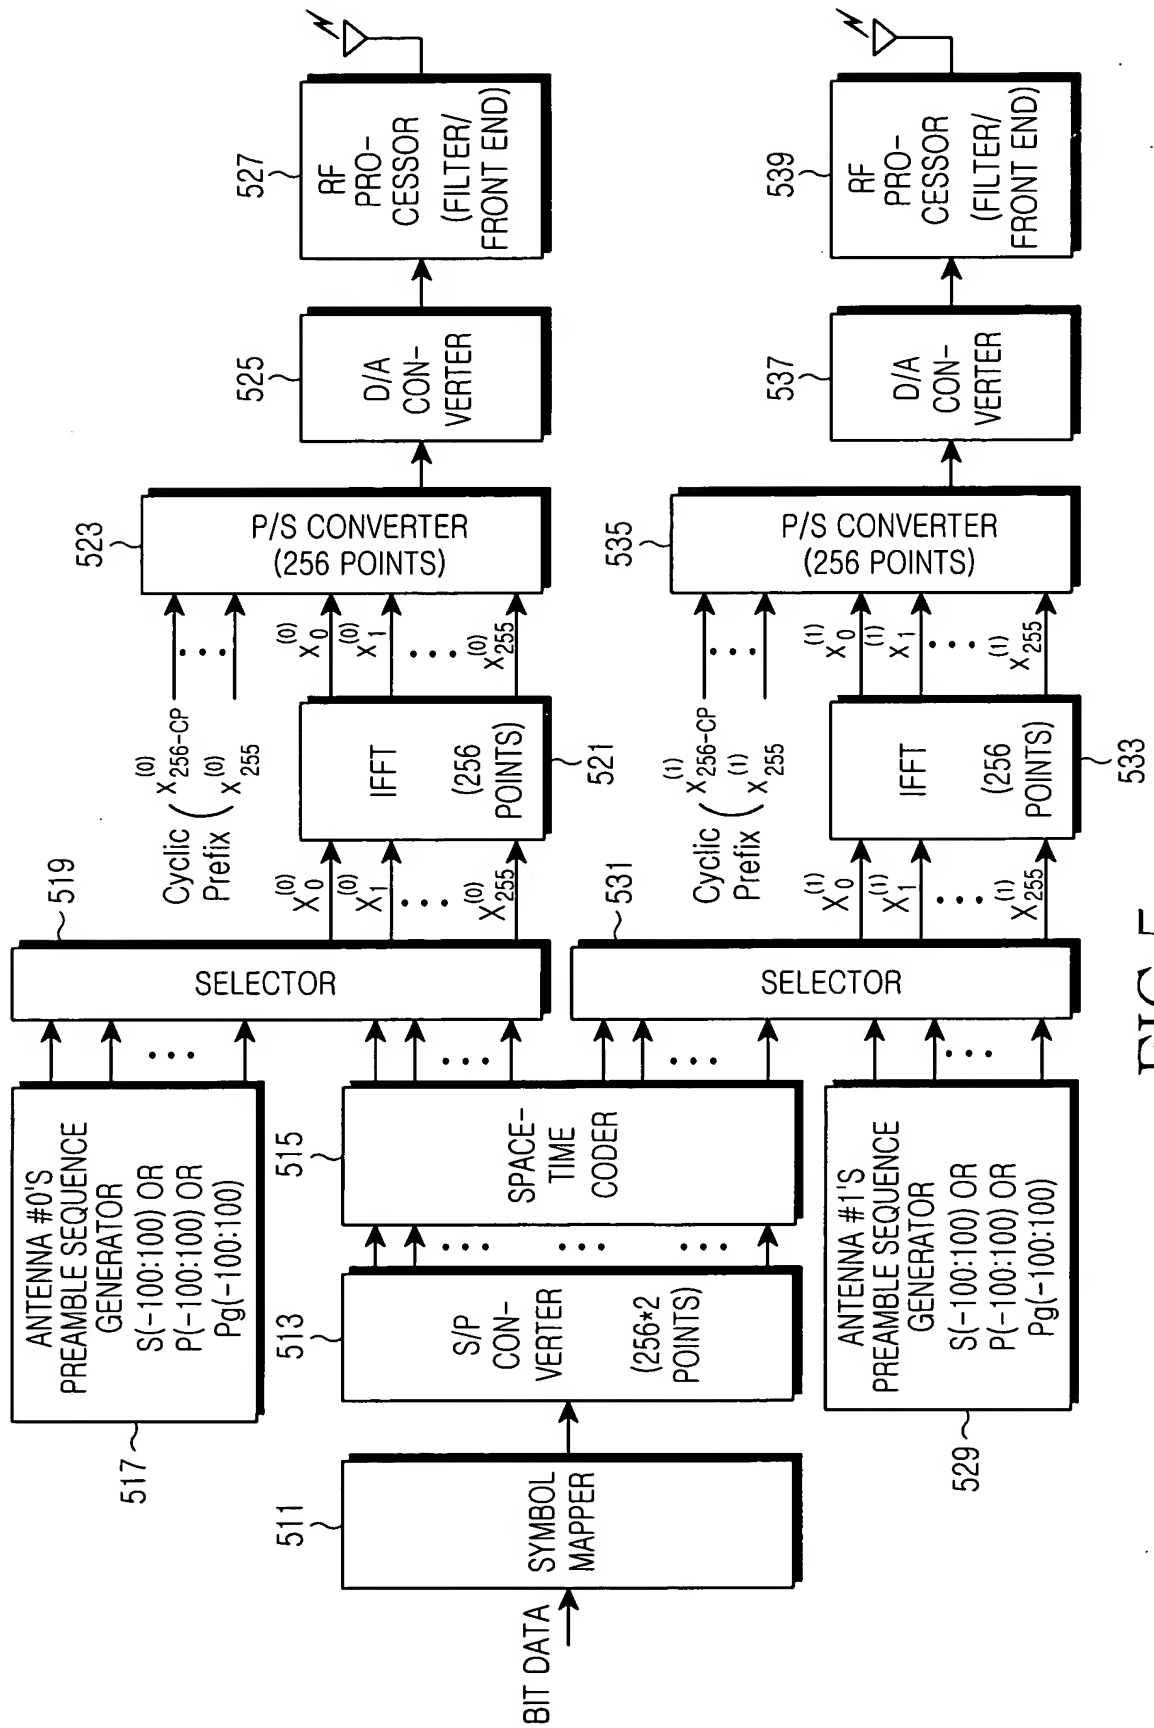 BIT DATA
511
SYMBOL
MAPPER
513
S/P
CON-
VERTER
(256*2
POINTS)
515
SPACE-
TIME
CODER
517
ANTENNA #0'S
PREAMBLE SEQUENCE
GENERATOR
S(-100:100) OR
P(-100:100) OR
Pg(-100:100)
519
SELECTOR
X0(0)
X1(0)
X255(0)
521
IFFT
(256
POINTS)
Cyclic
Prefix
X256-CP(0)
X255(0)
X0(0)
X1(0)
X255(0)
523
P/S CONVERTER
(256 POINTS)
525
D/A
CON-
VERTER
527
RF
PRO-
CESSOR
(FILTER/
FRONT END)
529
ANTENNA #1'S
PREAMBLE SEQUENCE
GENERATOR
S(-100:100) OR
P(-100:100) OR
Pg(-100:100)
531
SELECTOR
X0(1)
X1(1)
X255(1)
533
IFFT
(256
POINTS)
Cyclic
Prefix
X256-CP(1)
X255(1)
X0(1)
X1(1)
X255(1)
535
P/S CONVERTER
(256 POINTS)
537
D/A
CON-
VERTER
539
RF
PRO-
CESSOR
(FILTER/
FRONT END)
FIG.5